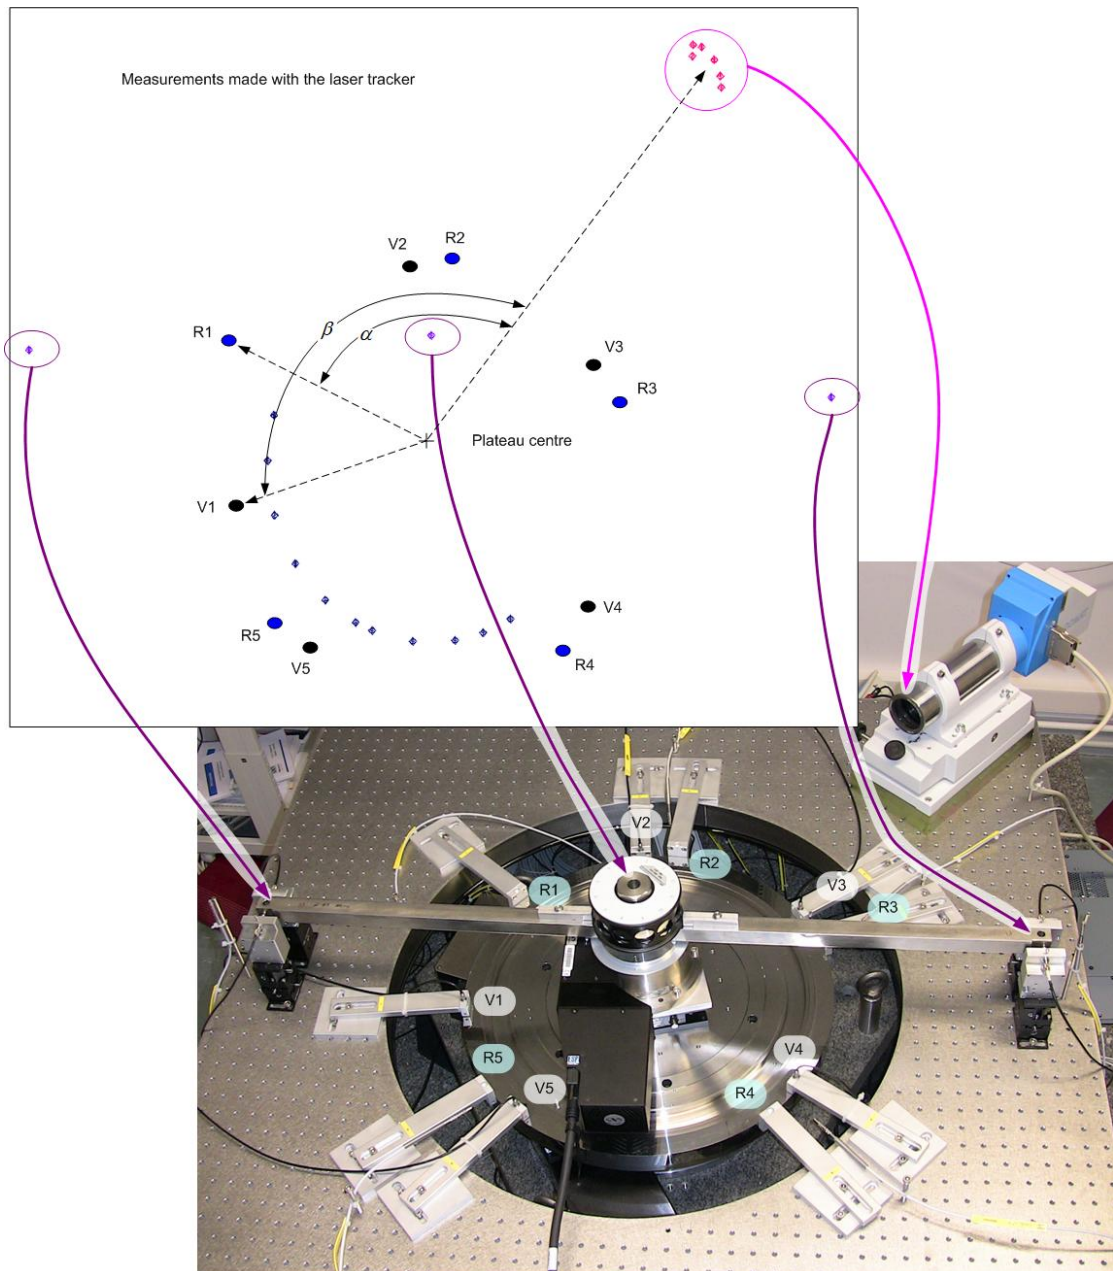 Measurements made with the laser tracker
V2
R2
R1
β
α
V3
R3
Plateau centre
V1
V4
R5
V5
R4
V2
R2
R1
V3
R3
V1
R5
V4
V5
R4